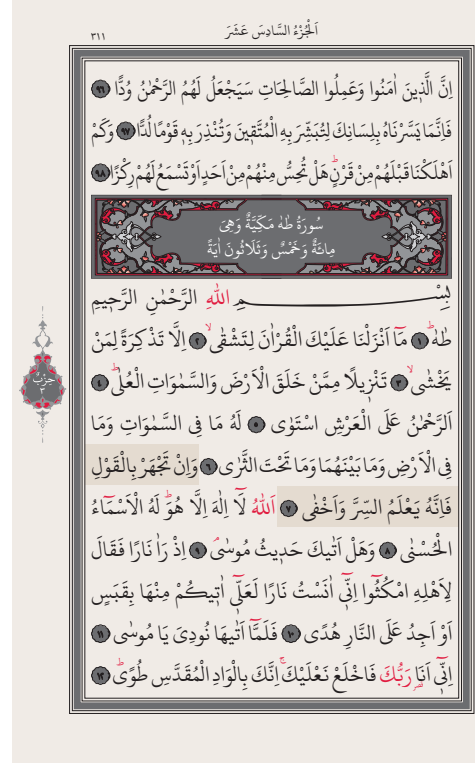 اَلْجُزْءُ السَّادِسَ عَشَرَ
٣١١
اِنَّ الَّذ۪ينَ اٰمَنُوا وَعَمِلُوا الصَّالِحَاتِ سَيَجْعَلُ لَهُمُ الرَّحْمٰنُ وُدًّا ٩٦
فَاِنَّمَا يَسَّرْنَاهُ بِلِسَانِكَ لِتُبَشِّرَ بِهِ الْمُتَّق۪ينَ وَتُنْذِرَ بِه۪ قَوْمًا لُدًّا ٩٧ وَكَمْ
اَهْلَكْنَا قَبْلَهُمْ مِنْ قَرْنٍۜ هَلْ تُحِسُّ مِنْهُمْ مِنْ اَحَدٍ اَوْ تَسْمَعُ لَهُمْ رِكْزًا ٩٨
سُورَةُ طٰهٰ مَكِّيَّةٌ وَهِىَ
مِائَةٌ وَخَمْسٌ وَثَلَاثُونَ اٰيَةً
بِسْمِ اللّٰهِ الرَّحْمٰنِ الرَّح۪يمِ
طٰهٰۜ ١ مَٓا اَنْزَلْنَا عَلَيْكَ الْقُرْاٰنَ لِتَشْقٰىۙ ٢ اِلَّا تَذْكِرَةً لِمَنْ
يَخْشٰىۙ ٣ تَنْز۪يلًا مِمَّنْ خَلَقَ الْاَرْضَ وَالسَّمٰوَاتِ الْعُلٰىۜ ٤
اَلرَّحْمٰنُ عَلَى الْعَرْشِ اسْتَوٰى ٥ لَهُ مَا فِى السَّمٰوَاتِ وَمَا
فِى الْاَرْضِ وَمَا بَيْنَهُمَا وَمَا تَحْتَ الثَّرٰى ٦ وَاِنْ تَجْهَرْ بِالْقَوْلِ
فَاِنَّهُ يَعْلَمُ السِّرَّ وَاَخْفٰى ٧ اَللّٰهُ لَٓا اِلٰهَ اِلَّا هُوَۜ لَهُ الْاَسْمَٓاءُ
الْحُسْنٰى ٨ وَهَلْ اَتٰيكَ حَد۪يثُ مُوسٰىۢ ٩ اِذْ رَاٰ نَارًا فَقَالَ
لِاَهْلِهِ امْكُثُٓوا اِنّ۪ٓى اٰنَسْتُ نَارًا لَعَلّ۪ٓى اٰت۪يكُمْ مِنْهَا بِقَبَسٍ
اَوْ اَجِدُ عَلَى النَّارِ هُدًى ١٠ فَلَمَّٓا اَتٰيهَا نُودِىَ يَا مُوسٰى ١١
اِنّ۪ٓى اَنَا۬ رَبُّكَ فَاخْلَعْ نَعْلَيْكَۚ اِنَّكَ بِالْوَادِ الْمُقَدَّسِ طُوًىۜ ١٢
حِزْبْ
٣